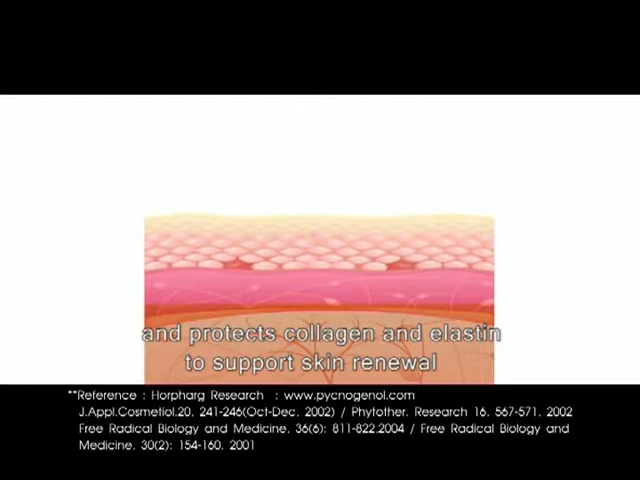 and protects collagen and elastin
to support skin renewal
**Reference : Horpharg Research : www.pycnogenol.com
J.Appl.Cosmetiol.20, 241-246(Oct-Dec, 2002) / Phytother. Research 16, 567-571, 2002
Free Radical Biology and Medicine, 36(6): 811-822,2004 / Free Radical Biology and
Medicine, 30(2): 154-160, 2001